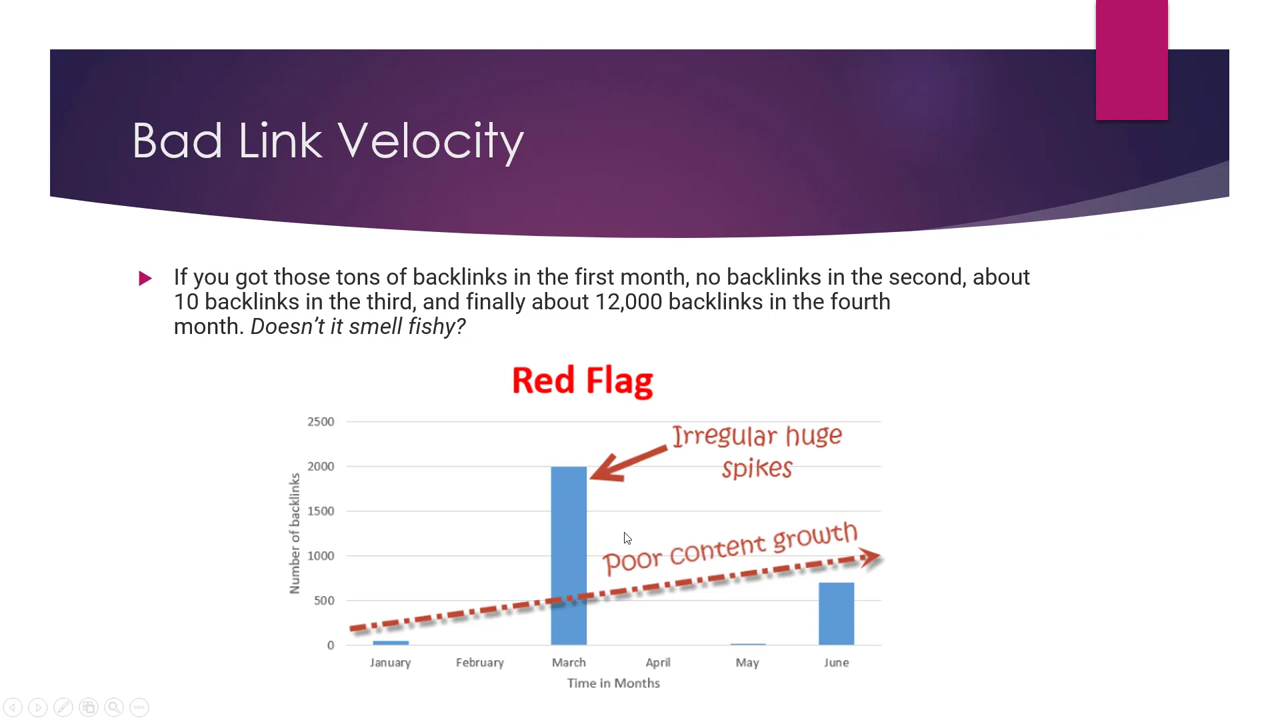 Bad Link Velocity
If you got those tons of backlinks in the first month, no backlinks in the second, about
10 backlinks in the third, and finally about 12,000 backlinks in the fourth
month. Doesn’t it smell fishy?
Red Flag
2500
2000
1500
1000
500
0
Number of backlinks
Irregular huge
spikes
Poor content growth
January February March April May June
Time in Months